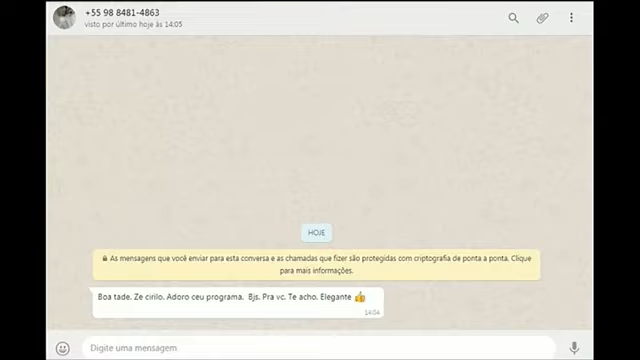 +55 98 8481-4863
visto por último hoje às 14:05
HOJE
As mensagens que você enviar para esta conversa e as chamadas que fizer são protegidas com criptografia de ponta a ponta. Clique
para mais informações.
Boa tade. Ze cirilo. Adoro ceu programa. Bjs. Pra vc. Te acho. Elegante 👍
14:04
Digite uma mensagem